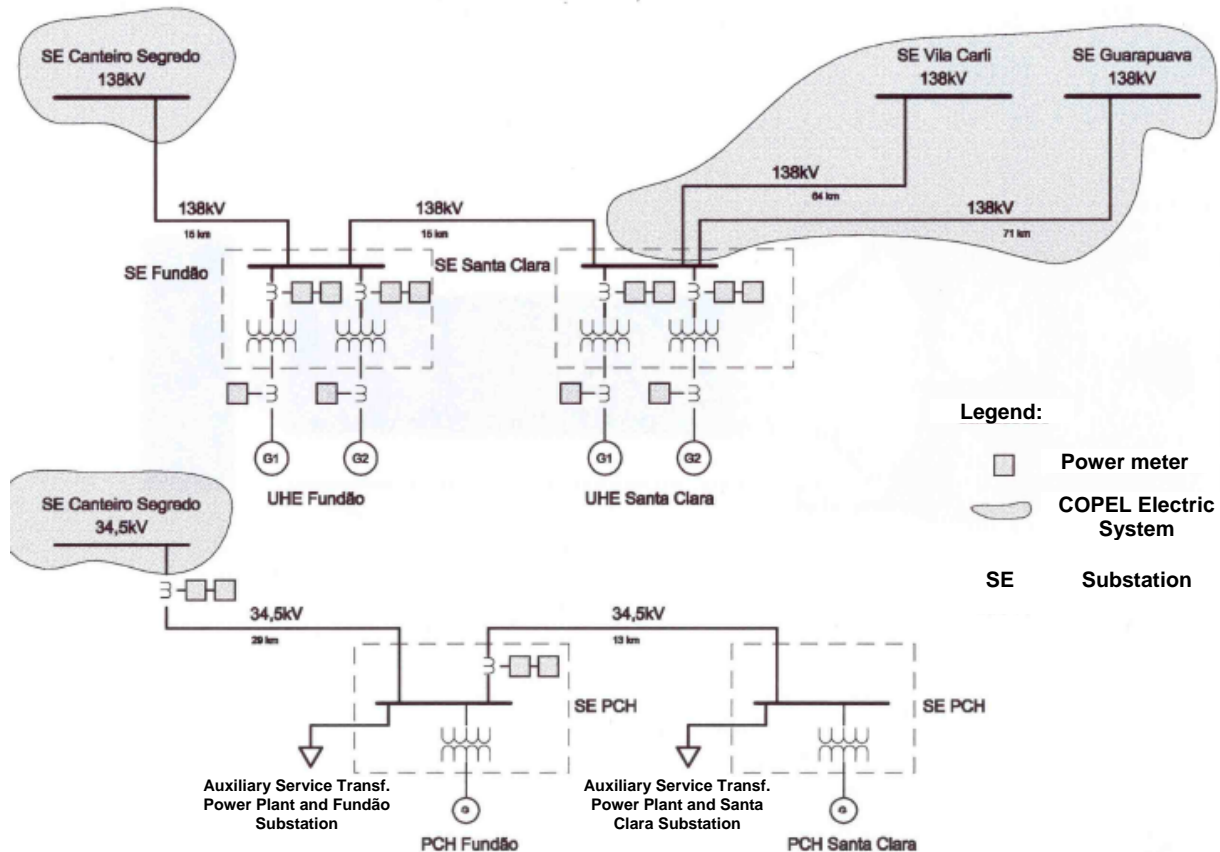 SE Canteiro Segredo
138kV
SE Vila Carli
138kV
SE Guarapuava
138kV
138kV
64 km
138kV
15 km
138kV
15 km
138kV
71 km
SE Fundão
SE Santa Clara
G1
G2
G1
G2
UHE Fundão
UHE Santa Clara
Legend:
Power meter
COPEL Electric
System
SE
Substation
SE Canteiro Segredo
34,5kV
34,5kV
29 km
34,5kV
13 km
SE PCH
SE PCH
Auxiliary Service Transf.
Power Plant and Fundão
Substation
Auxiliary Service Transf.
Power Plant and Santa
Clara Substation
G
G
PCH Fundão
PCH Santa Clara